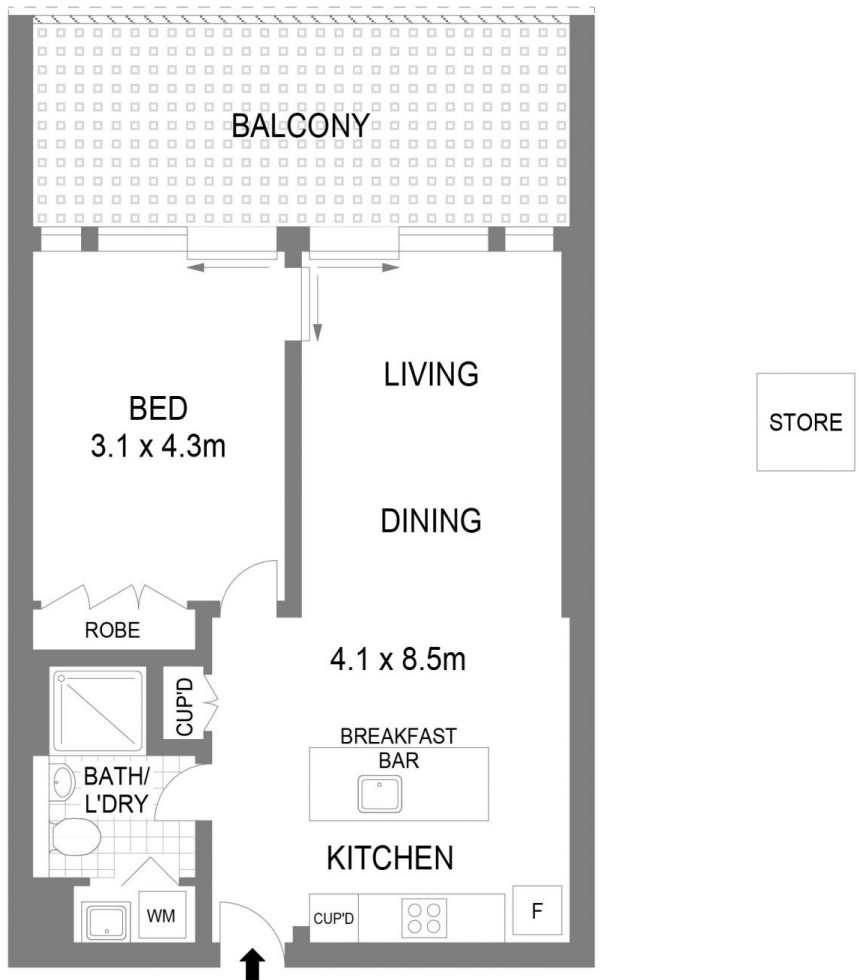 BALCONY
LIVING
BED
3.1 x 4.3m
STORE
DINING
ROBE
4.1 x 8.5m
CUP'D
BREAKFAST
BAR
BATH/
L'DRY
KITCHEN
WM
CUP'D
F